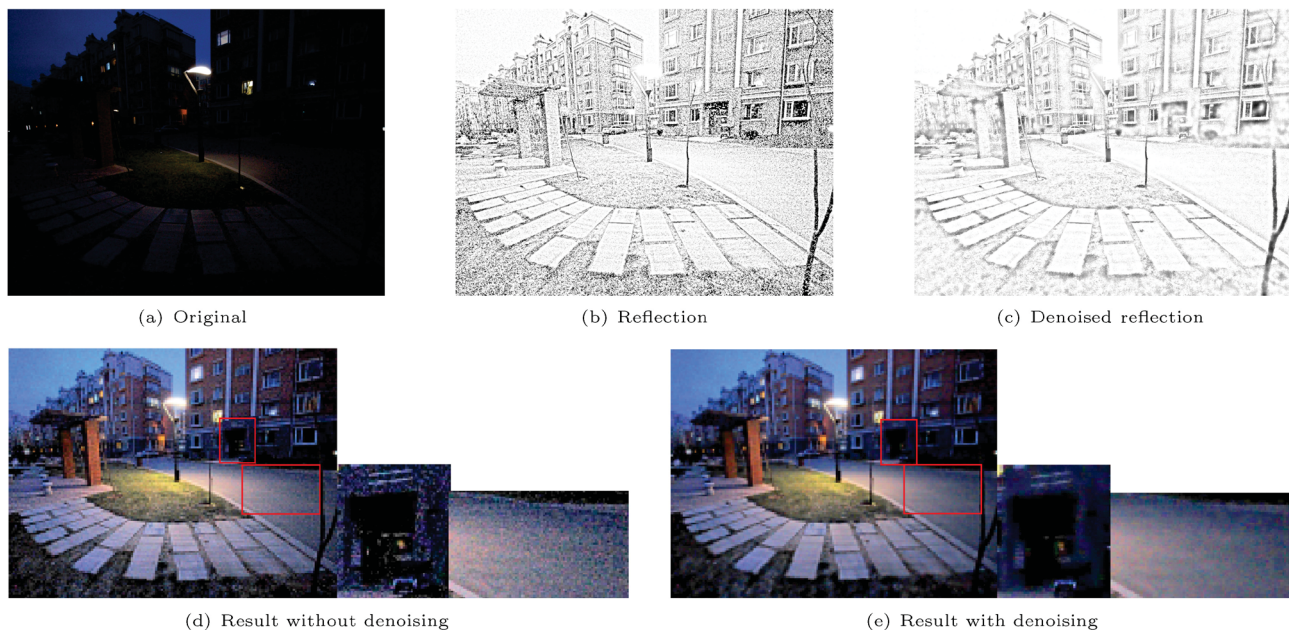 (a) Original
(b) Reflection
(c) Denoised reflection
(d) Result without denoising
(e) Result with denoising